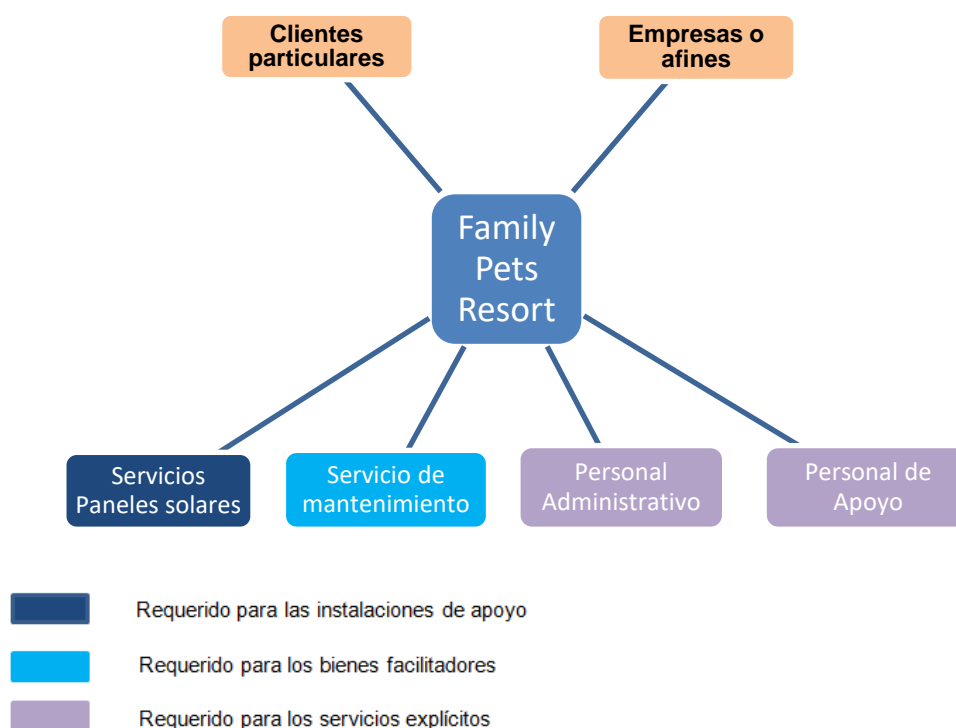 Clientes
particulares
Empresas o
afines
Family
Pets
Resort
Servicios
Paneles solares
Servicio de
mantenimiento
Personal
Administrativo
Personal de
Apoyo
Requerido para las instalaciones de apoyo
Requerido para los bienes facilitadores
Requerido para los servicios explícitos